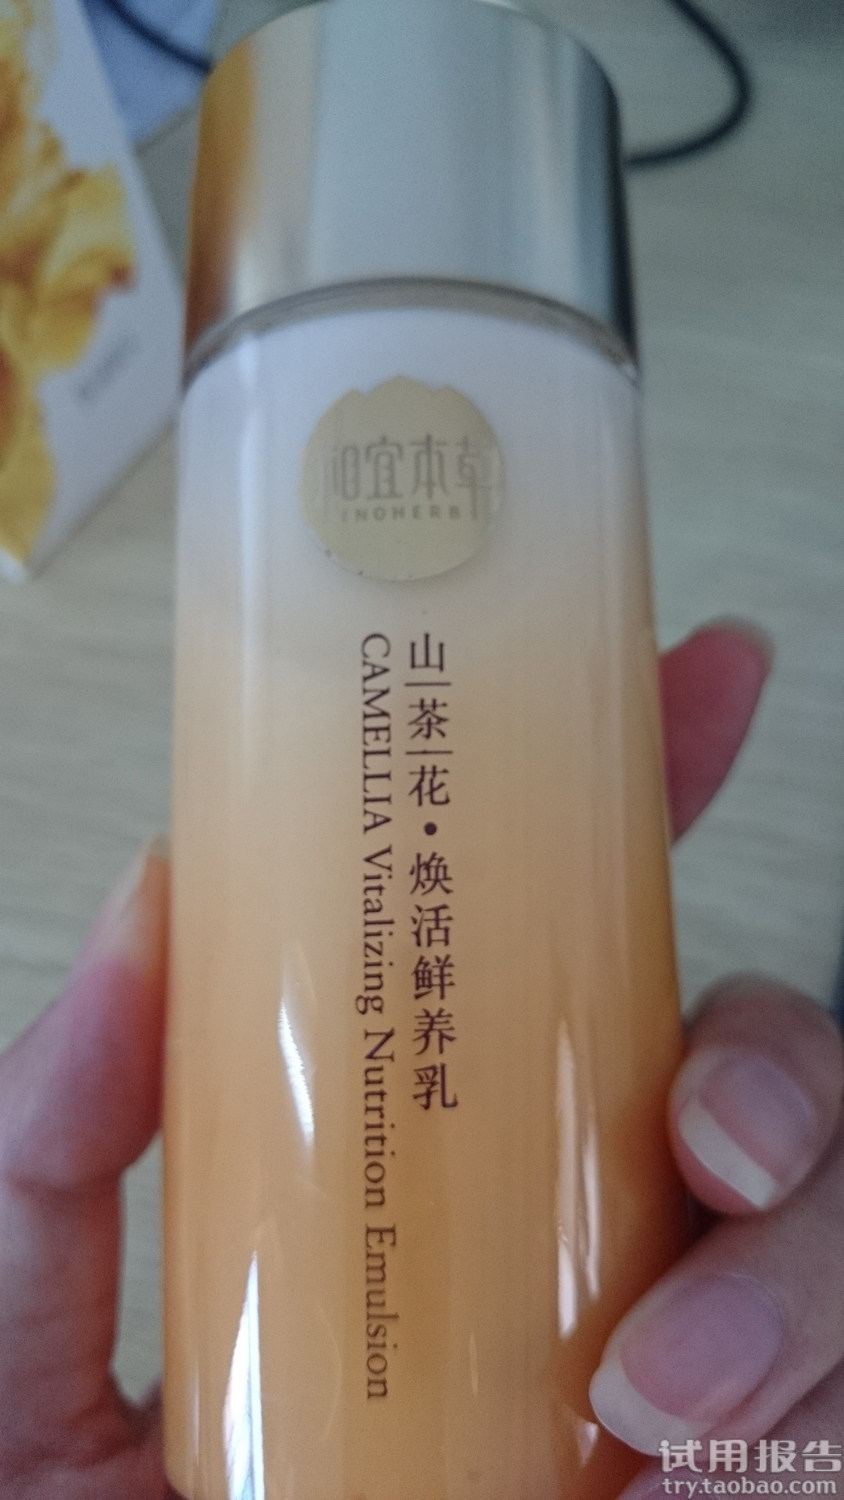 相宜本草
INOHERB
山茶花·焕活鲜养乳
CAMELLIA Vitalizing Nutrition Emulsion
试用报告
try.taobao.com